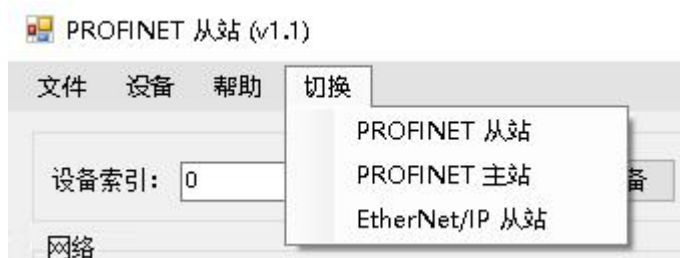 PROFINET 从站 (v1.1)
文件 设备 帮助 切换
PROFINET 从站
设备索引: 0 PROFINET 主站 备
EtherNet/IP 从站
网络